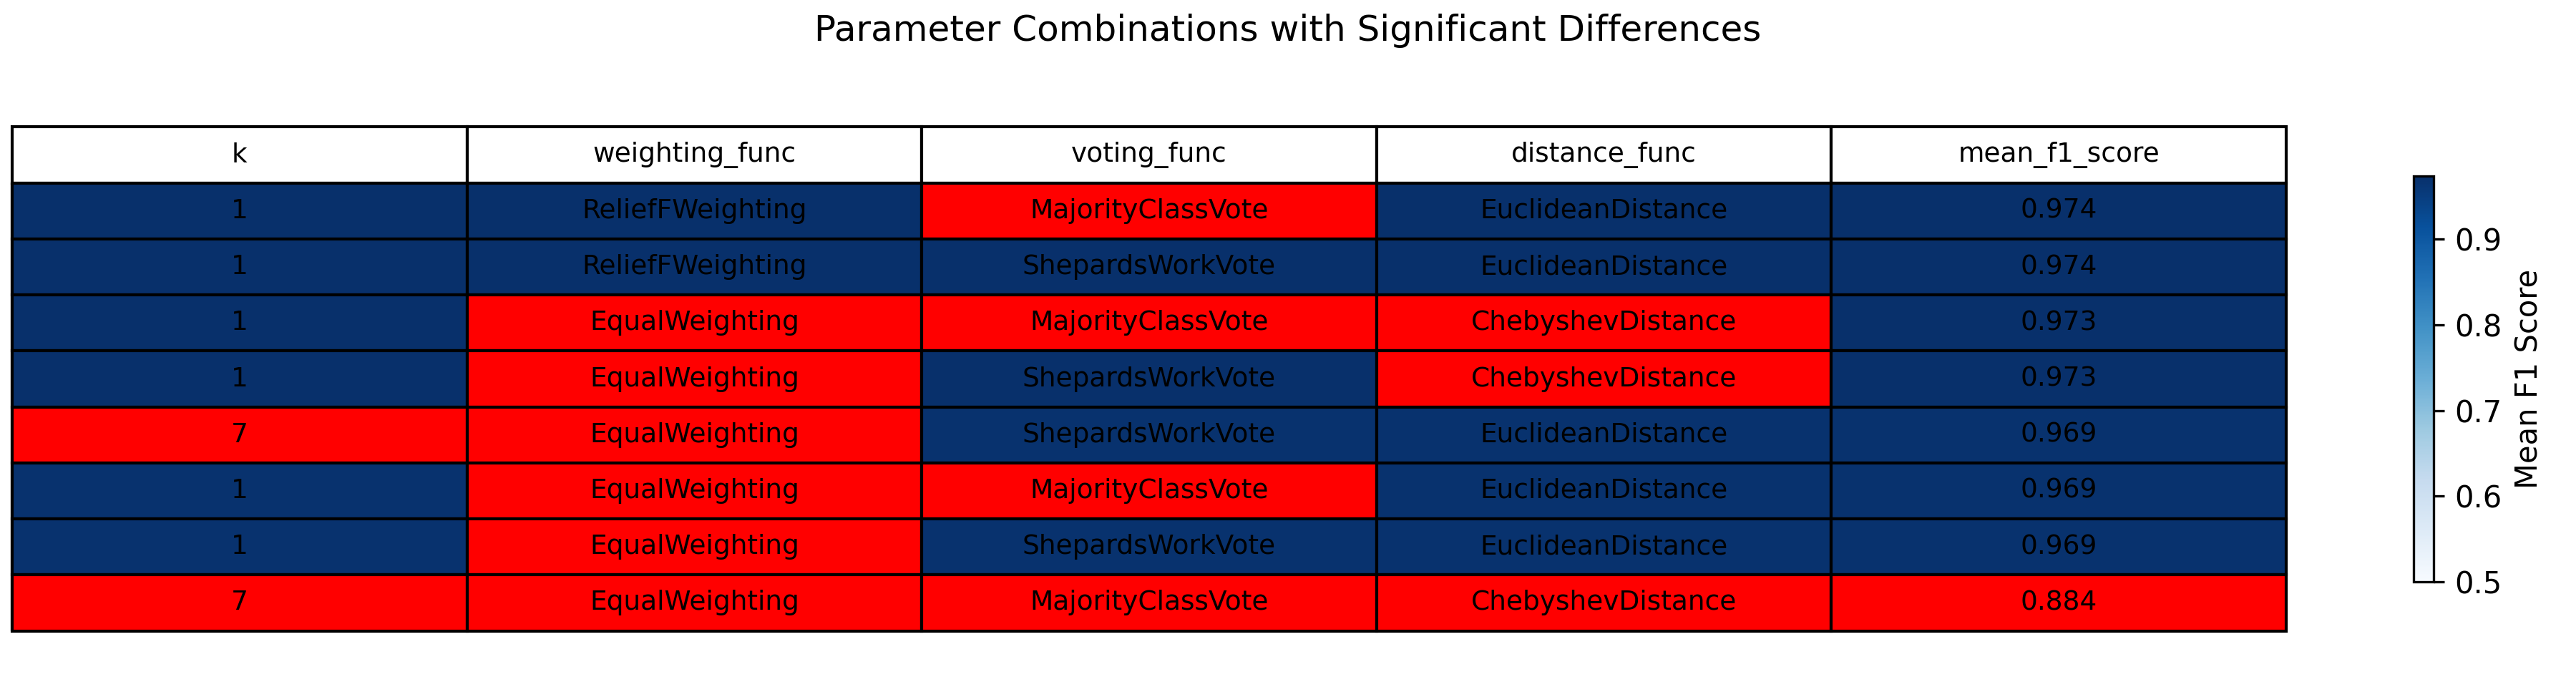 Parameter Combinations with Significant Differences
k weighting_func voting_func distance_func mean_f1_score
1 ReliefFWeighting MajorityClassVote EuclideanDistance 0.974
1 ReliefFWeighting ShepardsWorkVote EuclideanDistance 0.974
1 EqualWeighting MajorityClassVote ChebyshevDistance 0.973
1 EqualWeighting ShepardsWorkVote ChebyshevDistance 0.973
7 EqualWeighting ShepardsWorkVote EuclideanDistance 0.969
1 EqualWeighting MajorityClassVote EuclideanDistance 0.969
1 EqualWeighting ShepardsWorkVote EuclideanDistance 0.969
7 EqualWeighting MajorityClassVote ChebyshevDistance 0.884
0.9
0.8
0.7
0.6
0.5
Mean F1 Score